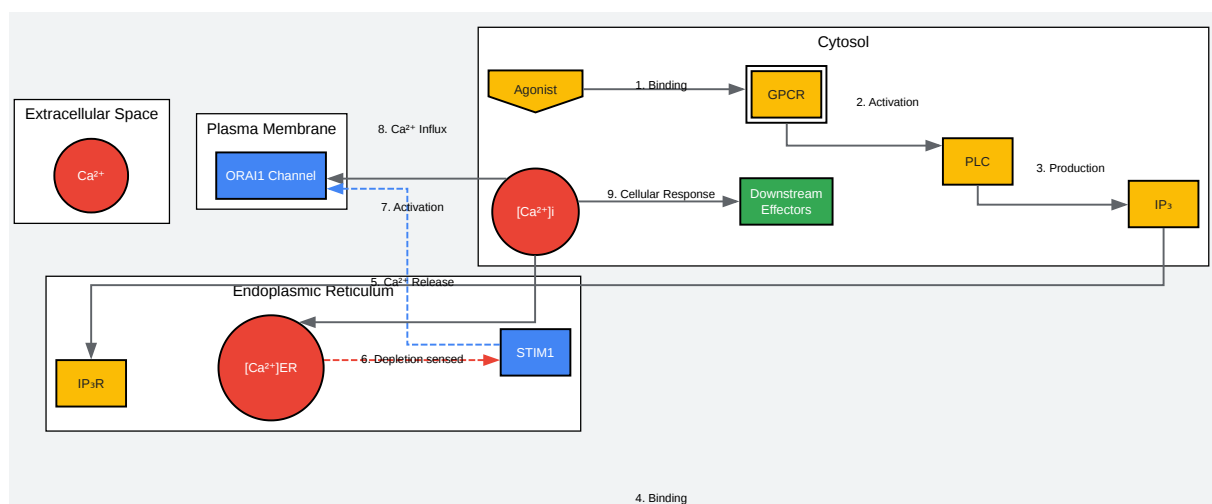 Cytosol
Agonist
1. Binding
GPCR
2. Activation
Extracellular Space
Ca²⁺
Plasma Membrane
ORAI1 Channel
8. Ca²⁺ Influx
PLC
3. Production
7. Activation
[Ca²⁺]i
9. Cellular Response
Downstream
Effectors
IP₃
5. Ca²⁺ Release
Endoplasmic Reticulum
[Ca²⁺]ER
6. Depletion sensed
STIM1
IP₃R
4. Binding